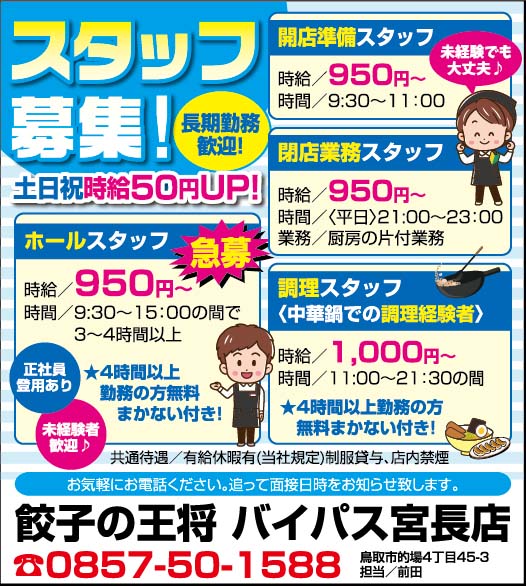 スタッフ
募集!
長期勤務
歓迎!
土日祝時給50円UP!
ホールスタッフ
急募
時給／950円～
時間／9:30～15:00の間で
3～4時間以上
正社員
登用あり
★4時間以上
勤務の方無料
まかない付き!
未経験者
歓迎♪
開店準備スタッフ
未経験でも
大丈夫♪
時給／950円～
時間／9:30～11:00
閉店業務スタッフ
時給／950円～
時間／〈平日〉21:00～23:00
業務／厨房の片付業務
調理スタッフ
〈中華鍋での調理経験者〉
時給／1,000円～
時間／11:00～21:30の間
★4時間以上勤務の方
無料まかない付き!
共通待遇／有給休暇有(当社規定)制服貸与、店内禁煙
お気軽にお電話ください。追って面接日時をお知らせ致します。
餃子の王将 バイパス宮長店
☎0857-50-1588
鳥取市的場4丁目45-3
担当／前田